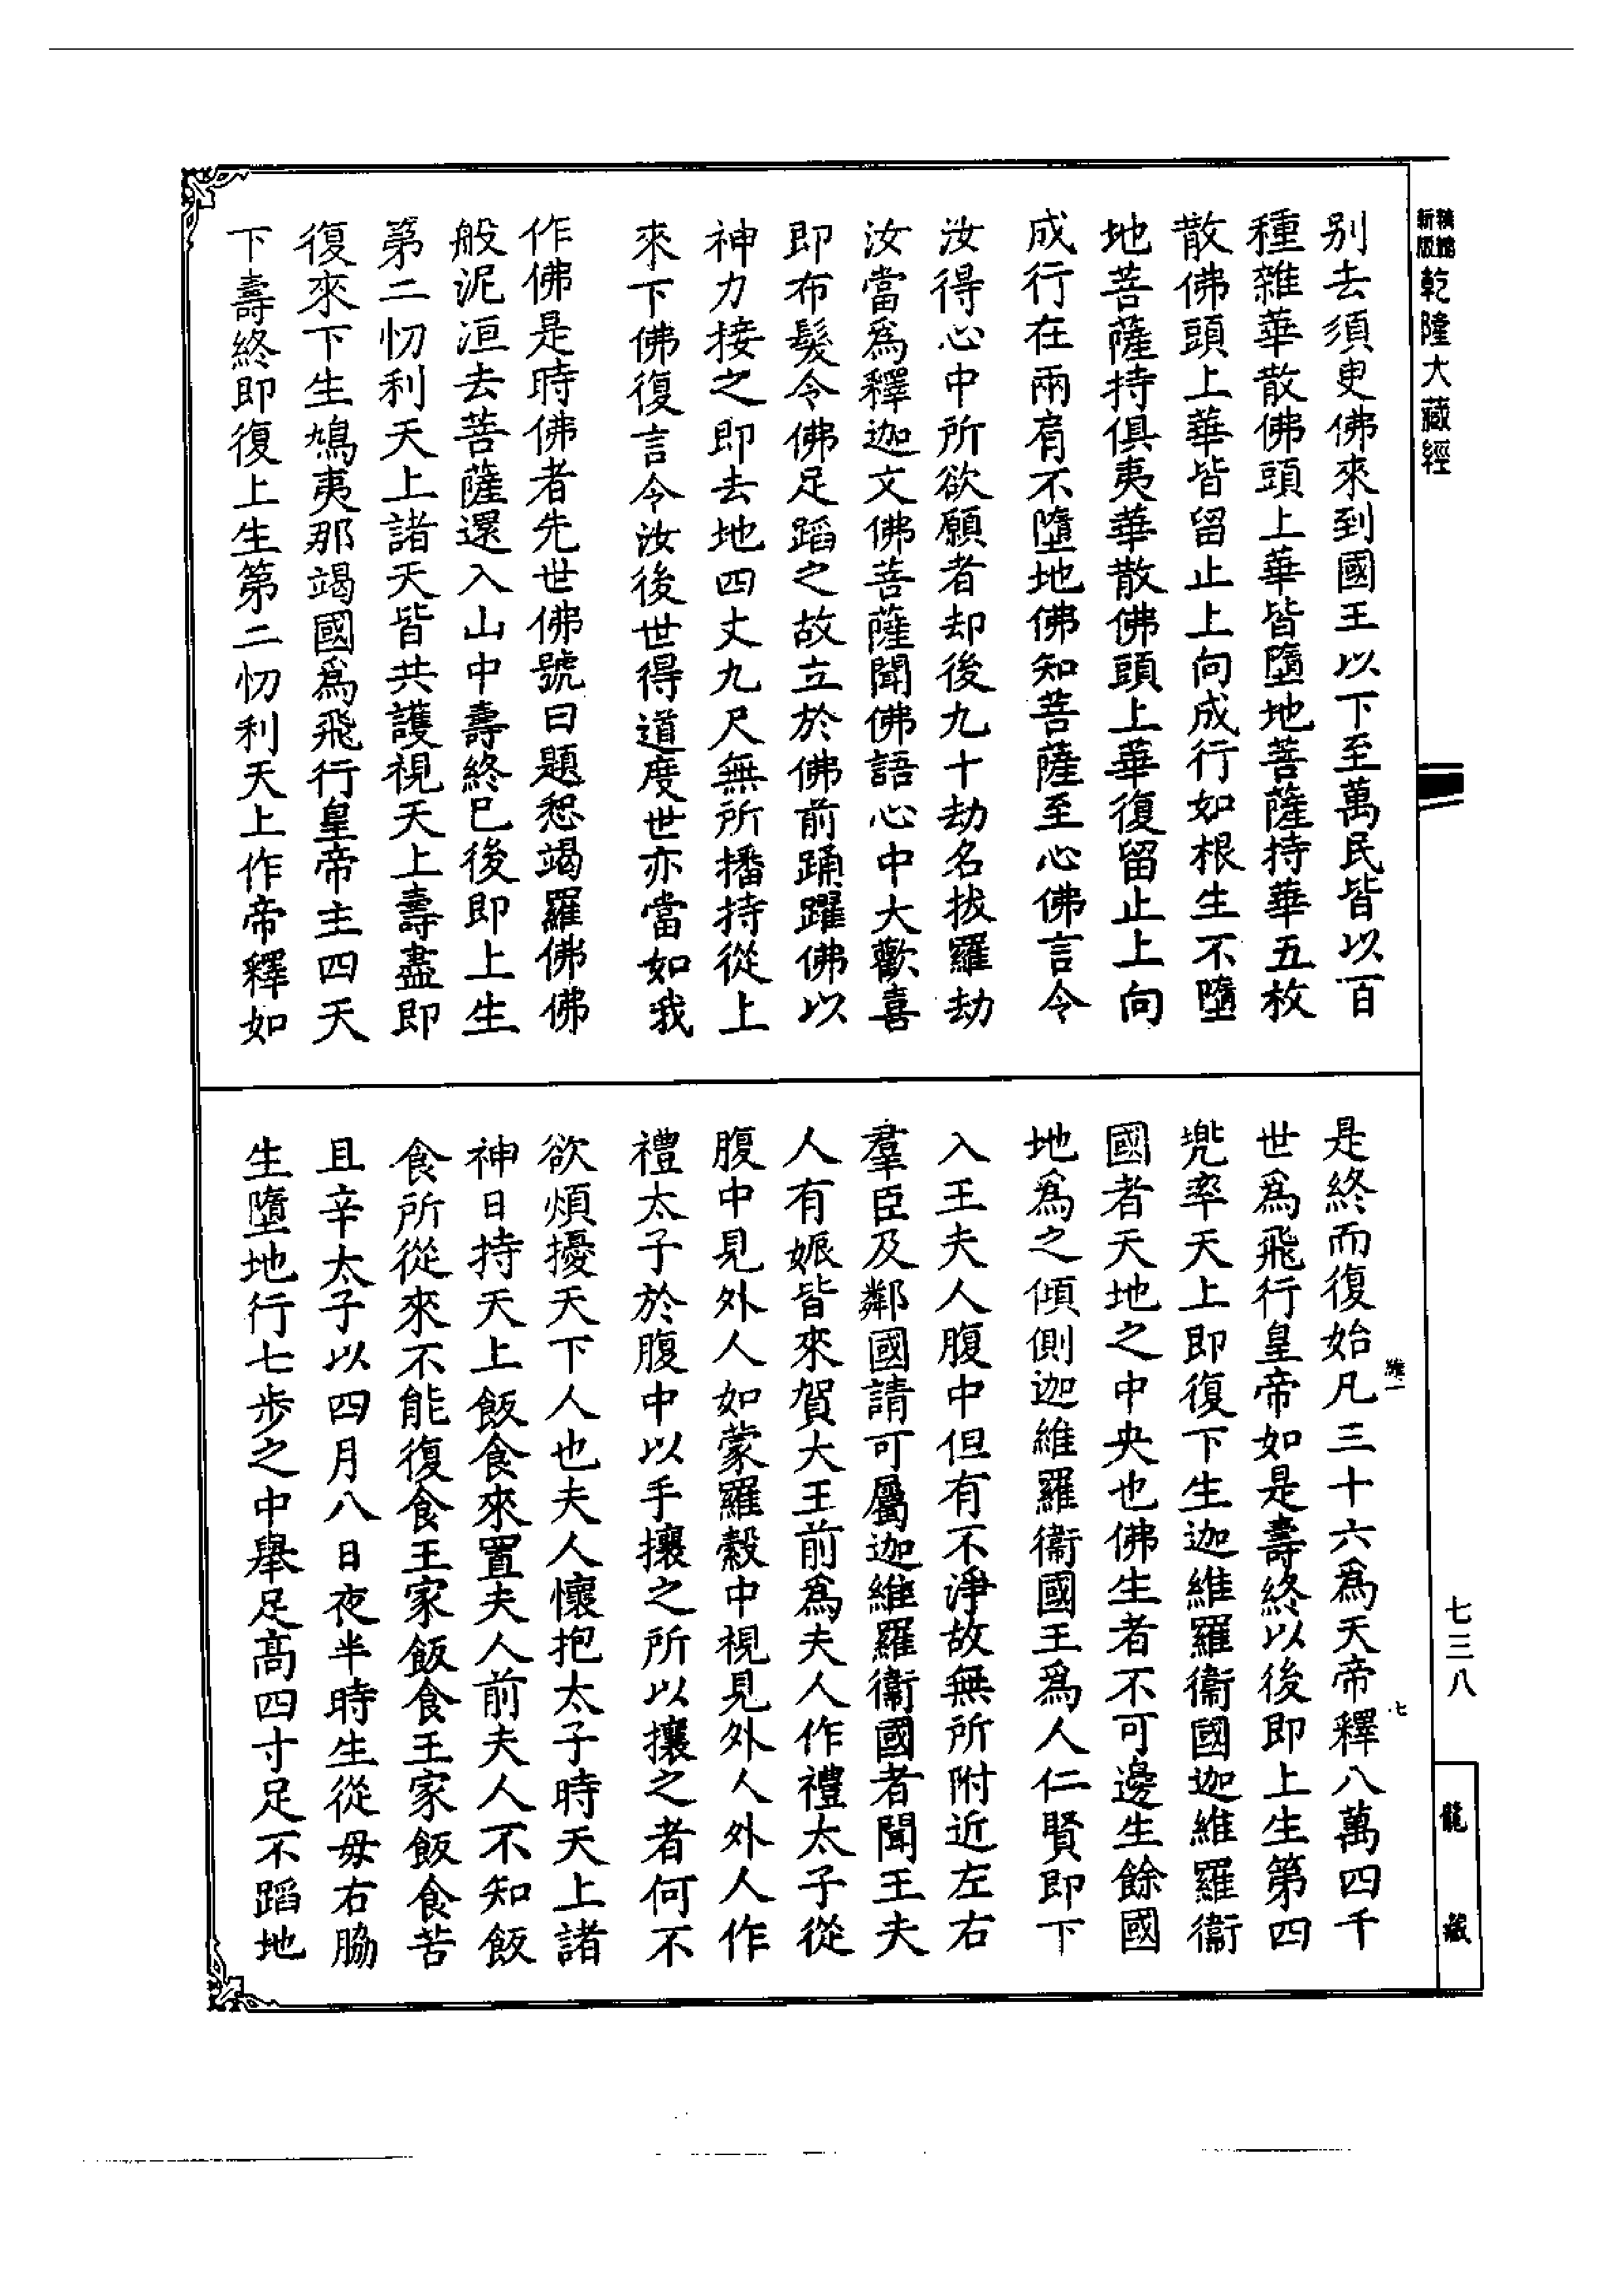 新版
精縮
乾隆大藏經
别去須臾佛來到國王以下至萬民皆以百
種雜華散佛頭上華皆墮地菩薩持華五枚
散佛頭上華皆留止上向成行如根生不墮
地菩薩持俱夷華散佛頭上華復留止上向
成行在兩肩不墮地佛知菩薩至心佛言令
汝得心中所欲願者却後九十劫名拔羅劫
汝當爲釋迦文佛菩薩聞佛語心中大歡喜
即布髮令佛足蹈之故立於佛前踊躍佛以
神力接之即去地四丈九尺無所攀持從上
來下佛復言令汝後世得道度世亦當如我
作佛是時佛者先世佛號曰題惒竭羅佛佛
般泥洹去菩薩還入山中壽終已後即上生
第二忉利天上諸天皆共護視天上壽盡即
復來下生鳩夷那竭國爲飛行皇帝主四天
下壽終即復上生第二忉利天上作帝釋如
是終而復始凡三十六爲天帝釋八萬四千
世爲飛行皇帝如是壽終以後即上生第四
兠率天上即復下生迦維羅衞國迦維羅衞
國者天地之中央也佛生者不可邊生餘國
地爲之傾側迦維羅衞國王爲人仁賢即下
入王夫人腹中但有不淨故無所附近左右
羣臣及鄰國請可屬迦維羅衞國者聞王夫
人有娠皆來賀大王前爲夫人作禮太子從
腹中見外人如蒙羅縠中視見外人外人作
禮太子於腹中以手攘之所以攘之者何不
欲煩擾天下人也夫人懷抱太子時天上諸
神日持天上飯食來置夫人前夫人不知飯
食所從來不能復食王家飯食王家飯食苦
且辛太子以四月八日夜半時生從母右脇
生墮地行七步之中舉足高四寸足不蹈地
卷一
七
七三八
龍藏